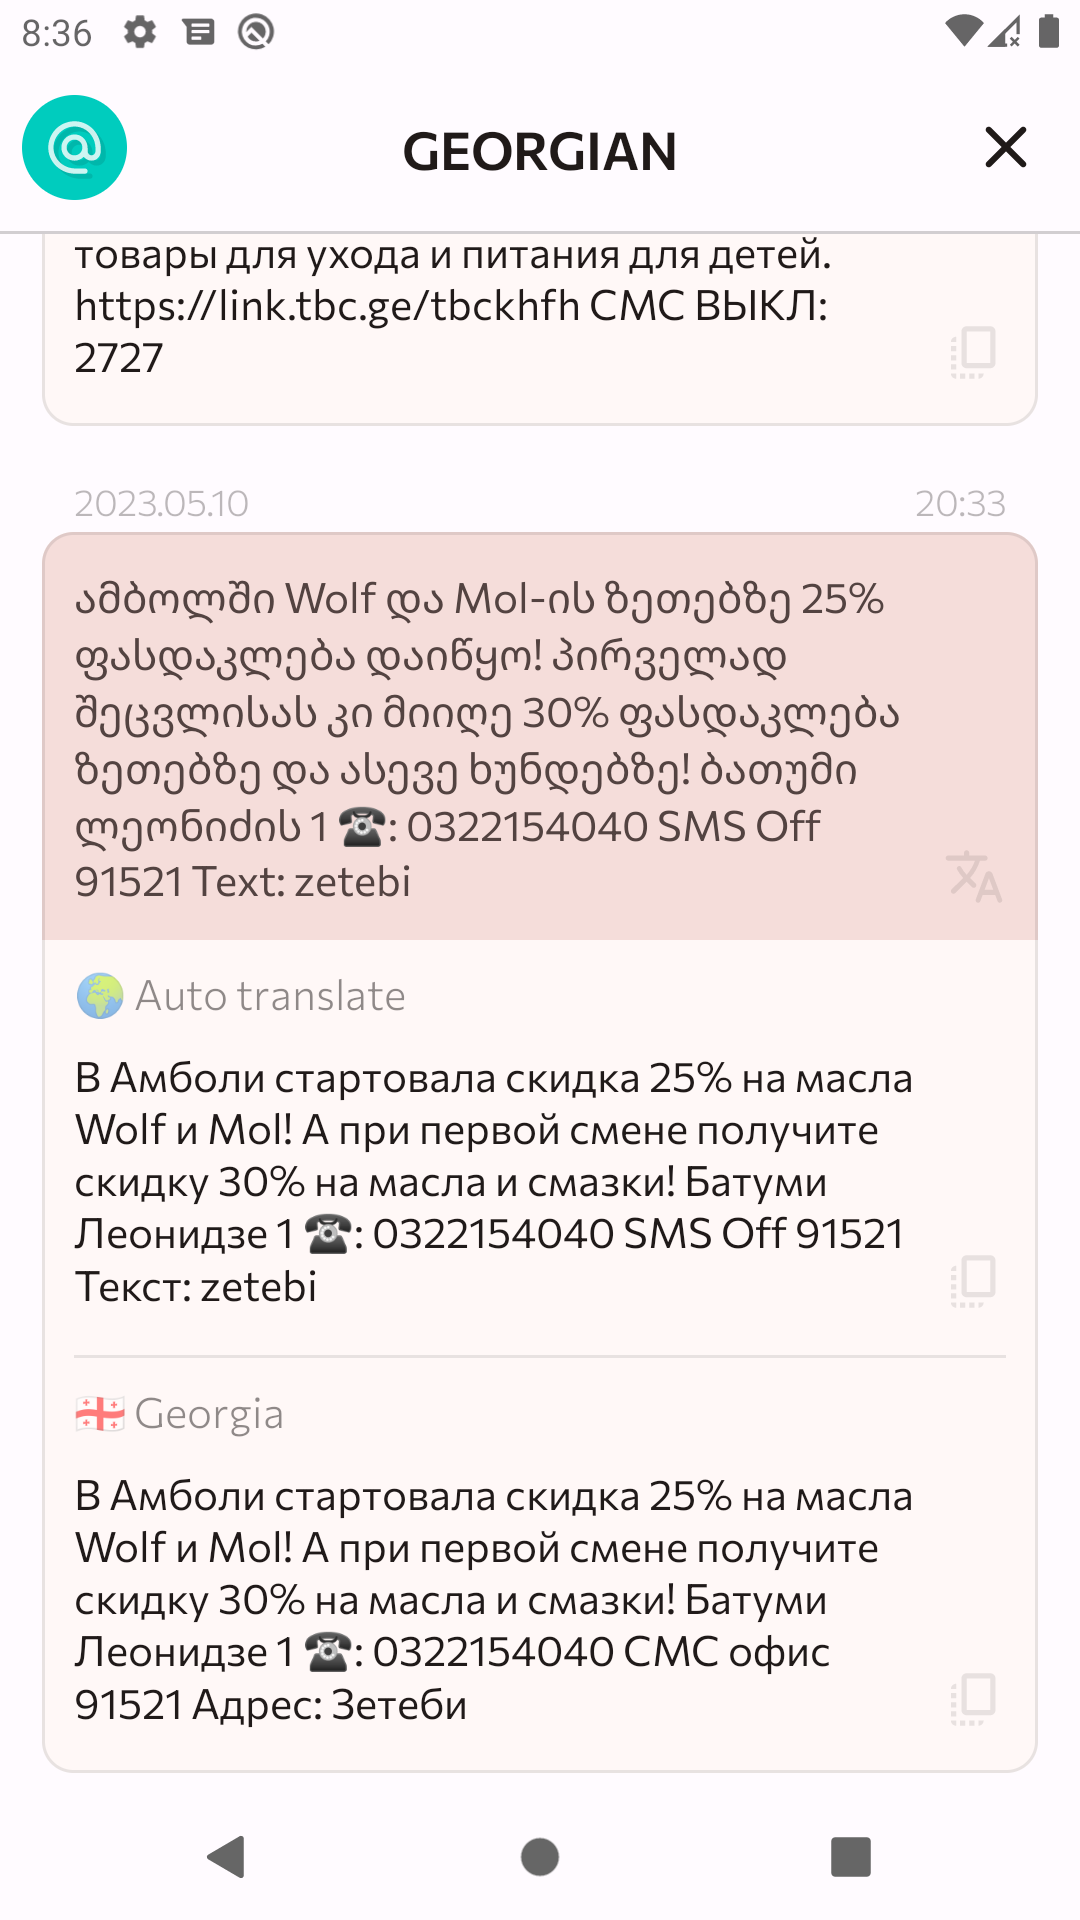 8:36
GEORGIAN
товары для ухода и питания для детей.
https://link.tbc.ge/tbckhfh СМС ВЫКЛ:
2727
2023.05.10 20:33
ამბოლში Wolf და Mol-ის ზეთებზე 25%
ფასდაკლება დაიწყო! პირველად
შეცვლისას კი მიიღე 30% ფასდაკლება
ზეთებზე და ასევე ხუნდებზე! ბათუმი
ლეონიძის 1 ☎: 0322154040 SMS Off
91521 Text: zetebi
Auto translate
В Амболи стартовала скидка 25% на масла
Wolf и Mol! А при первой смене получите
скидку 30% на масла и смазки! Батуми
Леонидзе 1 ☎: 0322154040 SMS Off 91521
Текст: zetebi
Georgia
В Амболи стартовала скидка 25% на масла
Wolf и Mol! А при первой смене получите
скидку 30% на масла и смазки! Батуми
Леонидзе 1 ☎: 0322154040 СМС офис
91521 Адрес: Зетеби